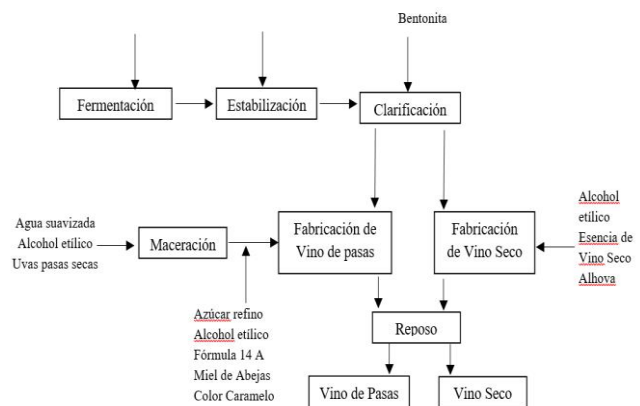 Bentonita
Fermentación
Estabilización
Clarificación
Agua suavizada
Alcohol etílico
Uvas pasas secas
Maceración
Fabricación de
Vino de pasas
Fabricación
de Vino Seco
Alcohol
etílico
Esencia de
Vino Seco
Alhova
Azúcar refino
Alcohol etílico
Fórmula 14 A
Miel de Abejas
Color Caramelo
Reposo
Vino de Pasas
Vino Seco